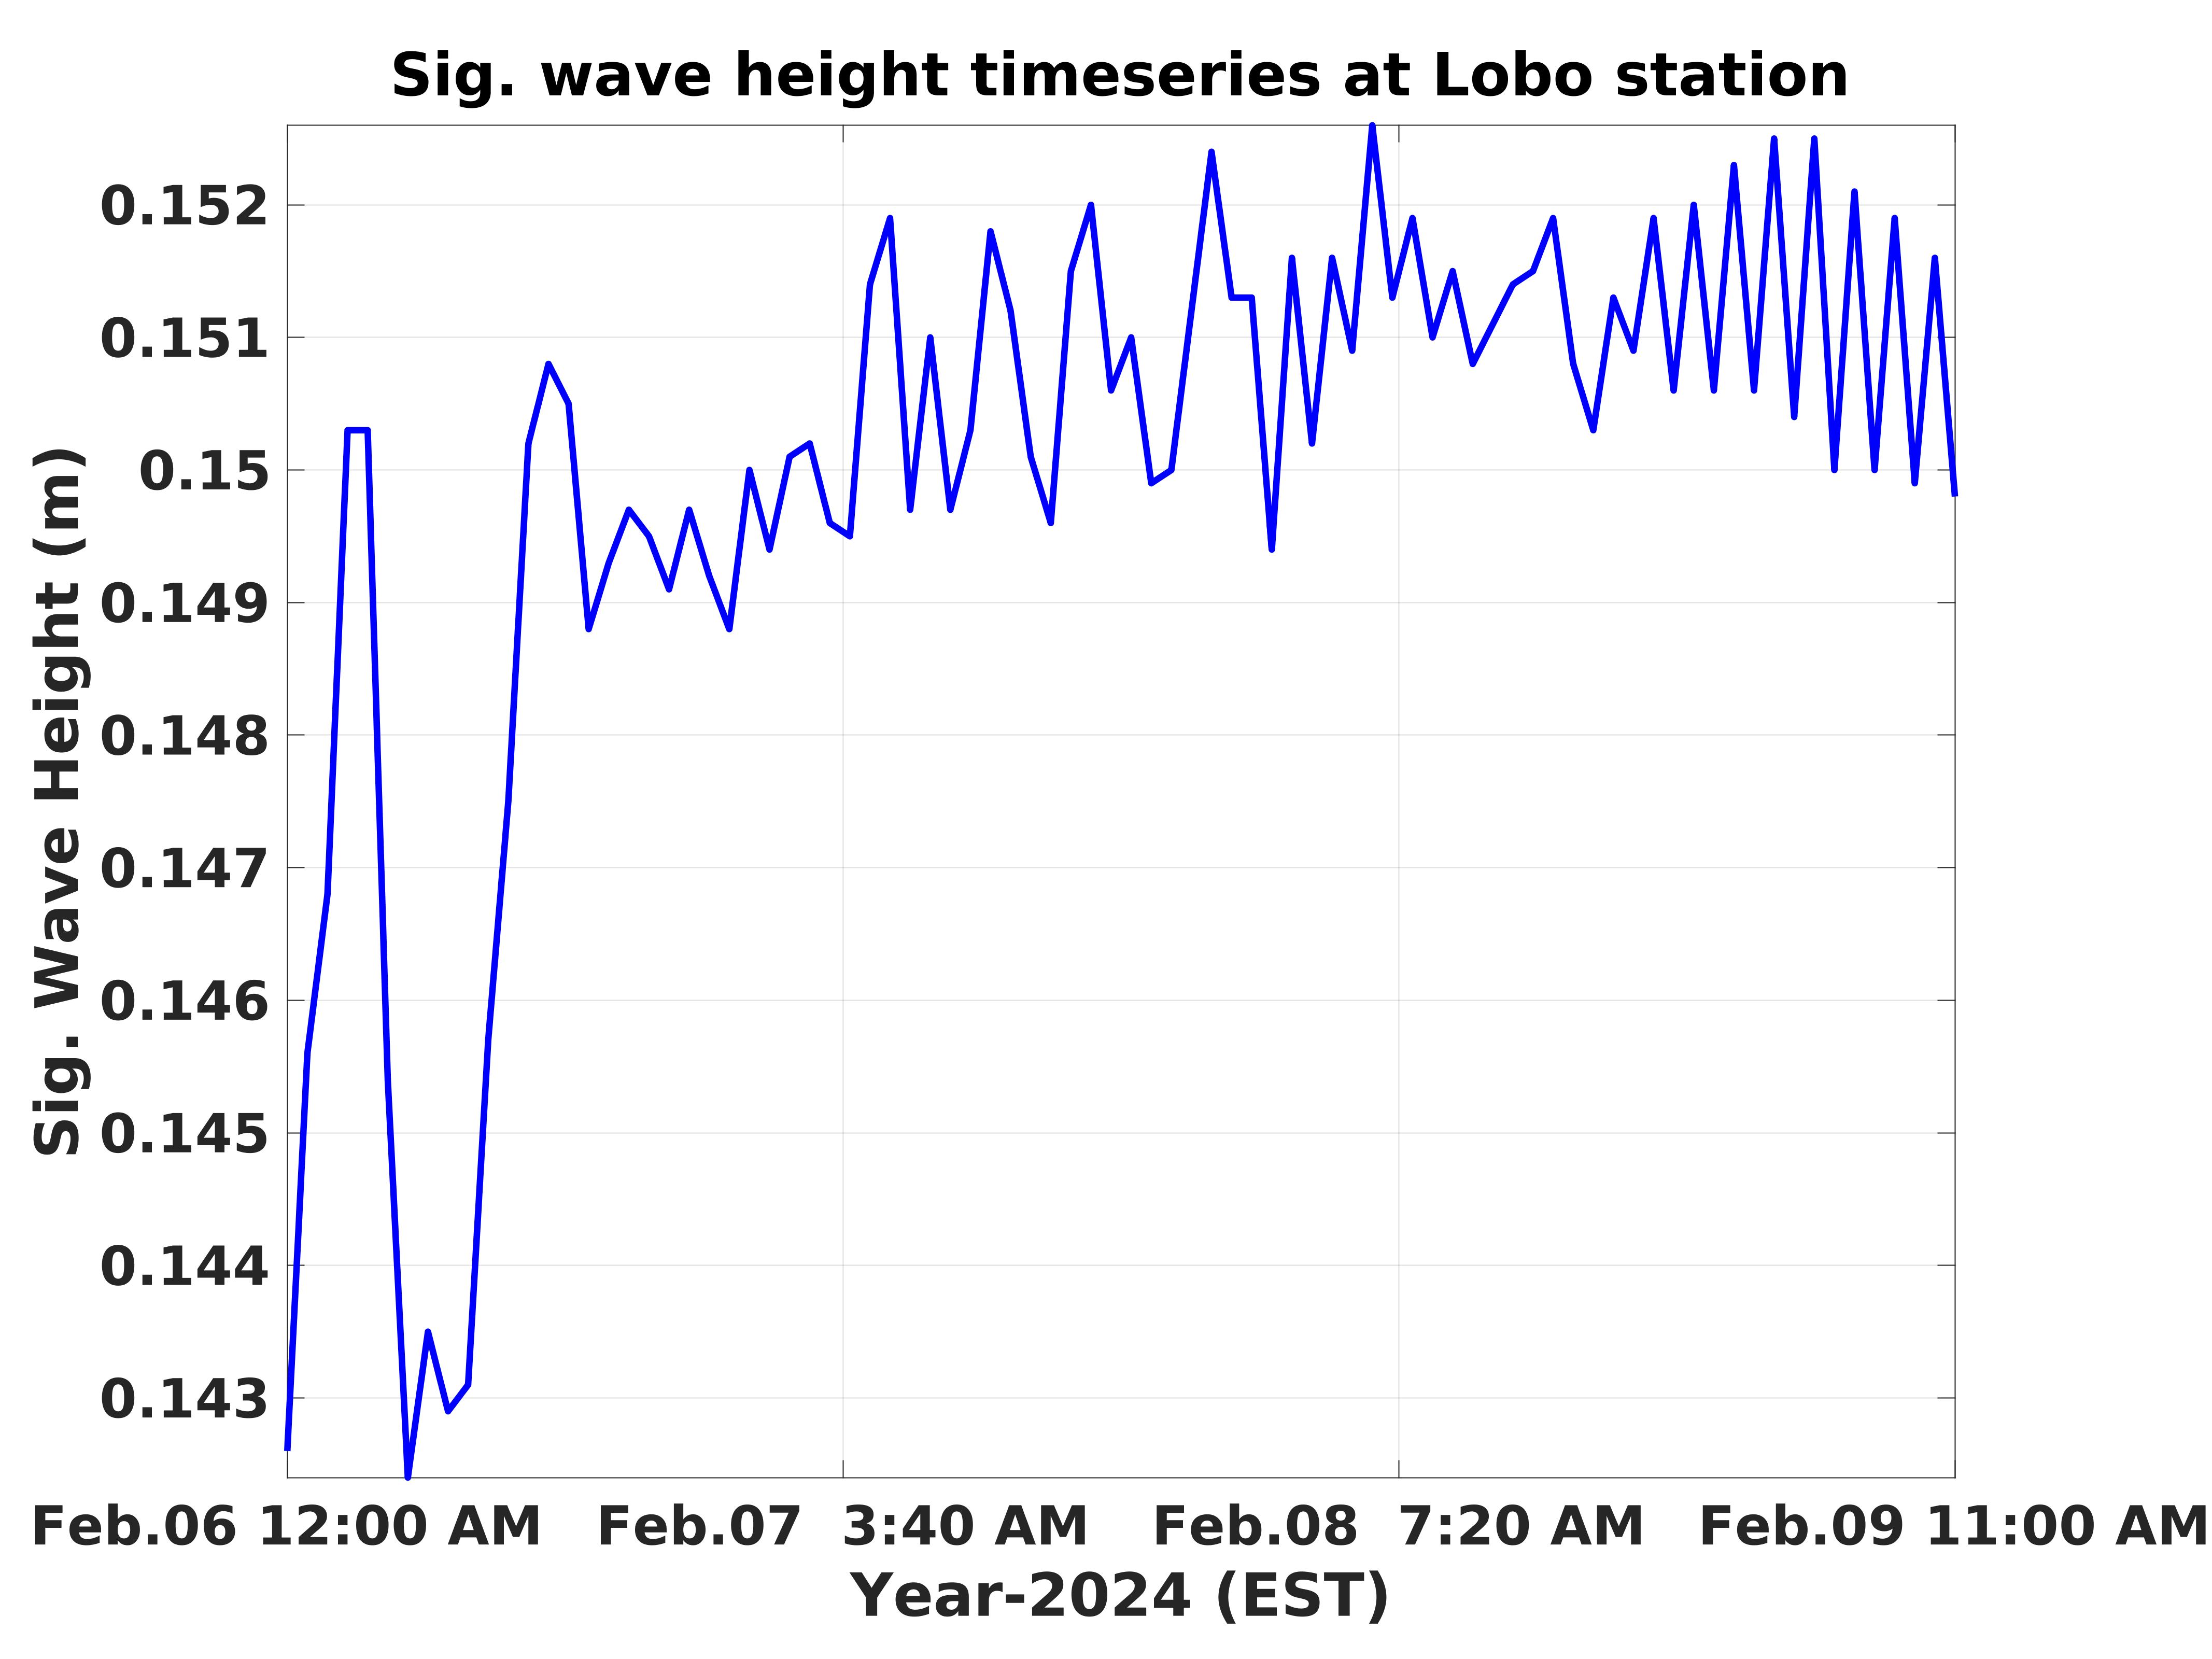 Sig. wave height timeseries at Lobo station
Sig. Wave Height (m)
0.152
0.151
0.15
0.149
0.148
0.147
0.146
0.145
0.144
0.143
Feb.06 12:00 AM
Feb.07 3:40 AM
Feb.08 7:20 AM
Feb.09 11:00 AM
Year-2024 (EST)